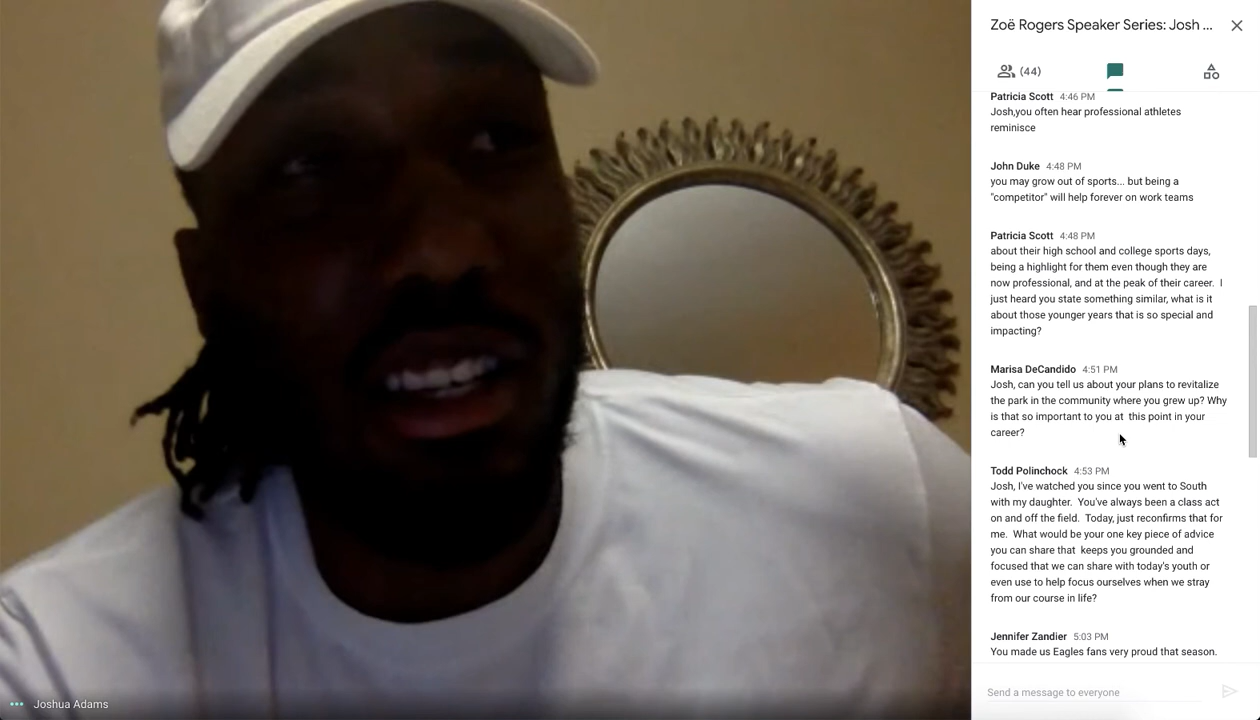 Zoë Rogers Speaker Series: Josh ...
(44)
Patricia Scott 4:46 PM
Josh,you often hear professional athletes
reminisce
John Duke 4:48 PM
you may grow out of sports... but being a
"competitor" will help forever on work teams
Patricia Scott 4:48 PM
about their high school and college sports days,
being a highlight for them even though they are
now professional, and at the peak of their career. I
just heard you state something similar, what is it
about those younger years that is so special and
impacting?
Marisa DeCandido 4:51 PM
Josh, can you tell us about your plans to revitalize
the park in the community where you grew up? Why
is that so important to you at this point in your
career?
Todd Polinchock 4:53 PM
Josh, I've watched you since you went to South
with my daughter. You've always been a class act
on and off the field. Today, just reconfirms that for
me. What would be your one key piece of advice
you can share that keeps you grounded and
focused that we can share with today's youth or
even use to help focus ourselves when we stray
from our course in life?
Jennifer Zandier 5:03 PM
You made us Eagles fans very proud that season.
Send a message to everyone
Joshua Adams